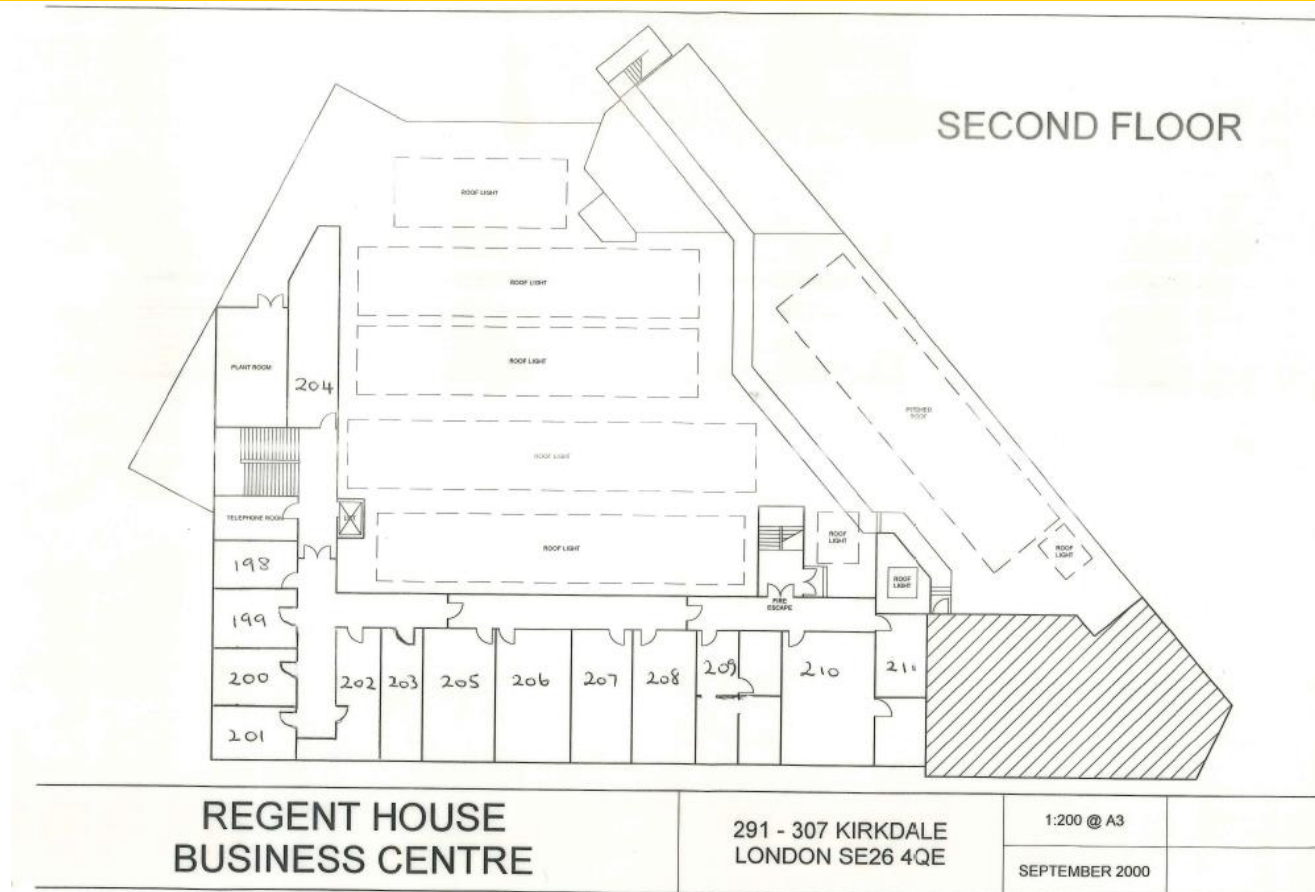 SECOND FLOOR
ROOF LIGHT
ROOF LIGHT
ROOF LIGHT
PLANT ROOM
204
PITCHED
ROOF
ROOF LIGHT
TELEPHONE ROOM
LIFT
ROOF LIGHT
ROOF
LIGHT
ROOF
LIGHT
ROOF
LIGHT
198
FIRE
ESCAPE
199
200
202
203
205
206
207
208
209
210
211
201
REGENT HOUSE
BUSINESS CENTRE
291 - 307 KIRKDALE
LONDON SE26 4QE
1:200 @ A3
SEPTEMBER 2000